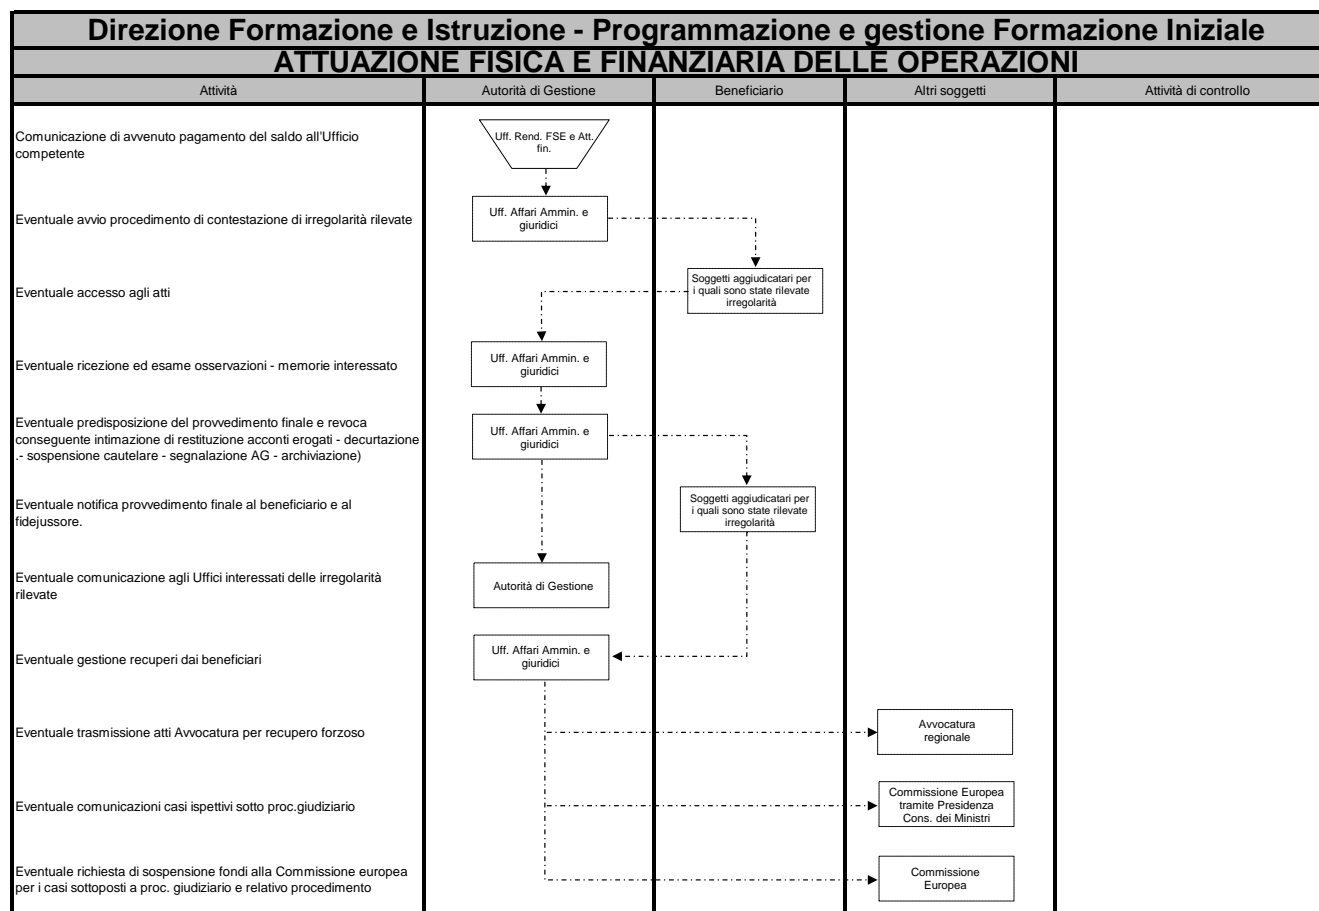 Direzione Formazione e Istruzione - Programmazione e gestione Formazione Iniziale
ATTUAZIONE FISICA E FINANZIARIA DELLE OPERAZIONI
Attività
Autorità di Gestione
Beneficiario
Altri soggetti
Attività di controllo
Comunicazione di avvenuto pagamento del saldo all'Ufficio
competente
Uff. Rend. FSE e Att.
fin.
Eventuale avvio procedimento di contestazione di irregolarità rilevate
Uff. Affari Ammin. e
giuridici
Eventuale accesso agli atti
Soggetti aggiudicatari per
i quali sono state rilevate
irregolarità
Eventuale ricezione ed esame osservazioni - memorie interessato
Uff. Affari Ammin. e
giuridici
Eventuale predisposizione del provvedimento finale e revoca
conseguente intimazione di restituzione acconti erogati - decurtazione
.- sospensione cautelare - segnalazione AG - archiviazione)
Uff. Affari Ammin. e
giuridici
Eventuale notifica provvedimento finale al beneficiario e al
fidejussore.
Soggetti aggiudicatari per
i quali sono state rilevate
irregolarità
Eventuale comunicazione agli Uffici interessati delle irregolarità
rilevate
Autorità di Gestione
Eventuale gestione recuperi dai beneficiari
Uff. Affari Ammin. e
giuridici
Eventuale trasmissione atti Avvocatura per recupero forzoso
Avvocatura
regionale
Eventuale comunicazioni casi ispettivi sotto proc.giudiziario
Commissione Europea
tramite Presidenza
Cons. dei Ministri
Eventuale richiesta di sospensione fondi alla Commissione europea
per i casi sottoposti a proc. giudiziario e relativo procedimento
Commissione
Europea